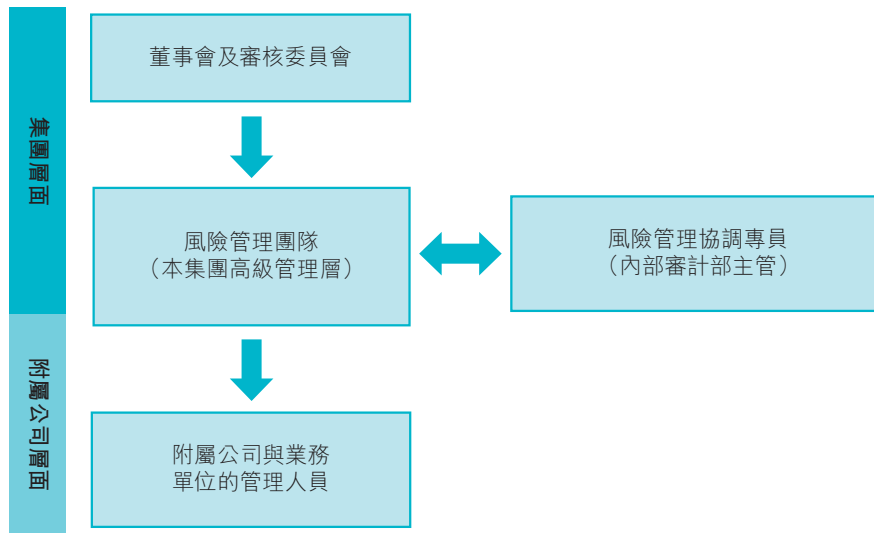 集團層面
董事會及審核委員會
風險管理團隊
（本集團高級管理層）
風險管理協調專員
（內部審計部主管）
附屬公司層面
附屬公司與業務
單位的管理人員